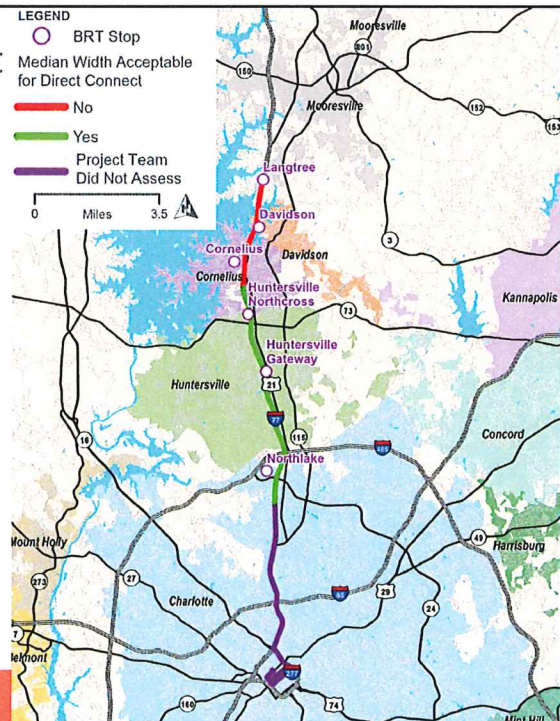 LEGEND
BRT Stop
Median Width Acceptable
for Direct Connect
No
Yes
Project Team
Did Not Assess
0 Miles 3.5
Mooresville
801
150
152
Mooresville
153
Langtree
Davidson
3
Cornelius
Davidson
Cornelius
Huntersville
Northcross
Kannapolis
73
Huntersville
Gateway
Huntersville
21
77
16
115
Concord
485
Northlake
49
Mount Holly
Harrisburg
273
27
29
85
Charlotte
24
7
Belmont
277
160
74
Mint Hill